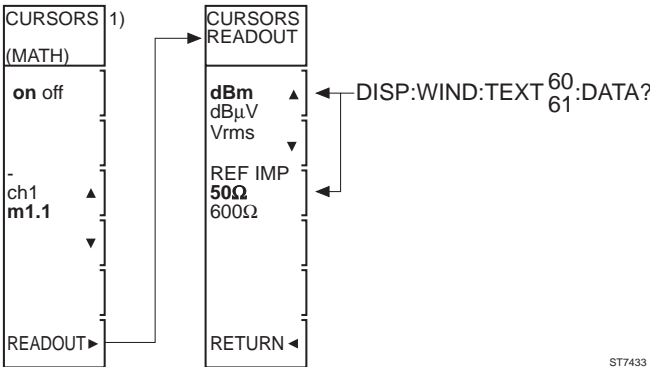 CURSORS 1)
(MATH)
on off
-
ch1 ▲
m1.1
▼
READOUT ►
CURSORS
READOUT
dBm ▲
dBµV
Vrms ▼
REF IMP
50Ω
600Ω
RETURN ◄
DISP:WIND:TEXT 60 :DATA?
61
ST7433